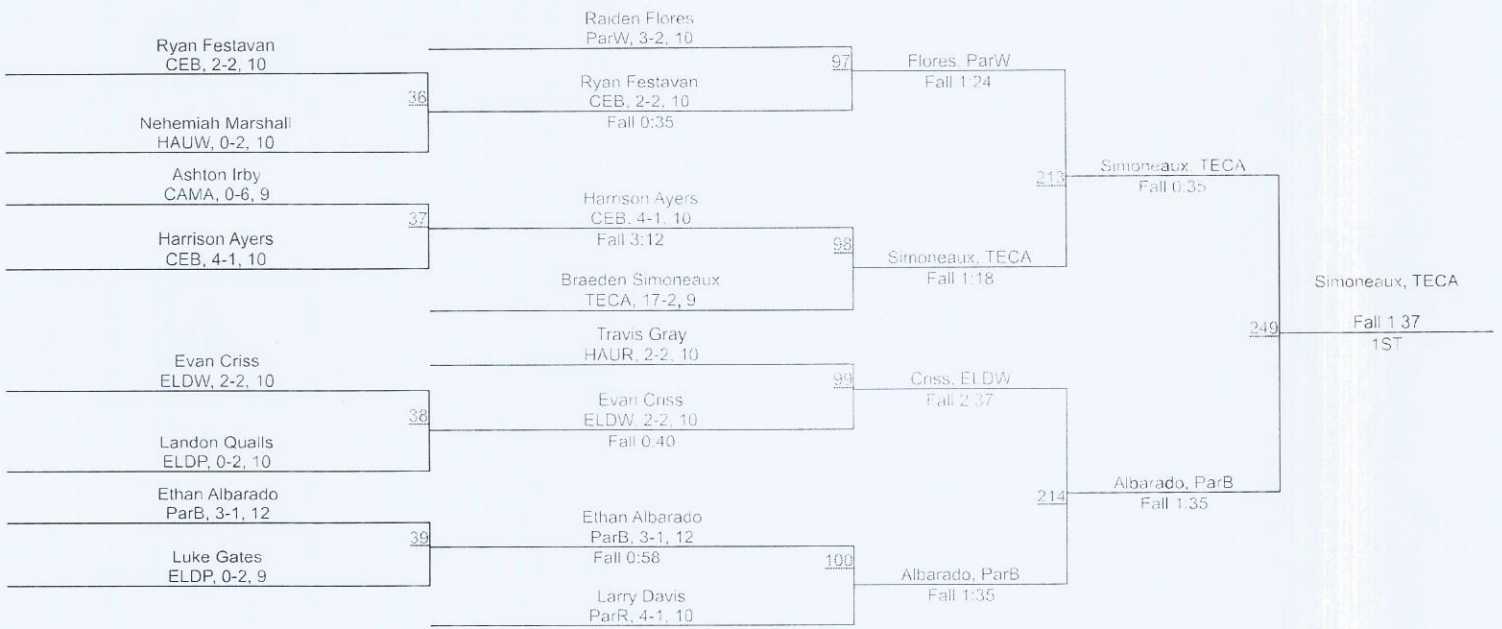 Ryan Festavan
CEB, 2-2, 10
36
Nehemiah Marshall
HAUW, 0-2, 10
Ashton Irby
CAMA, 0-6, 9
37
Harrison Ayers
CEB, 4-1, 10
Evan Criss
ELDW, 2-2, 10
38
Landon Qualls
ELDP, 0-2, 10
Ethan Albarado
ParB, 3-1, 12
39
Luke Gates
ELDP, 0-2, 9
Raiden Flores
ParW, 3-2, 10
97
Ryan Festavan
CEB, 2-2, 10
Fall 0:35
Harrison Ayers
CEB, 4-1, 10
Fall 3:12
98
Braeden Simoneaux
TECA, 17-2, 9
Travis Gray
HAUR, 2-2, 10
99
Evan Criss
ELDW, 2-2, 10
Fall 0:40
Ethan Albarado
ParB, 3-1, 12
Fall 0:58
100
Larry Davis
ParR, 4-1, 10
Flores, ParW
Fall 1:24
213
Simoneaux, TECA
Fall 1:18
Criss, ELDW
Fall 2:37
214
Albarado, ParB
Fall 1:35
Simoneaux, TECA
Fall 0:35
249
Albarado, ParB
Fall 1:35
Simoneaux, TECA
Fall 1:37
1ST